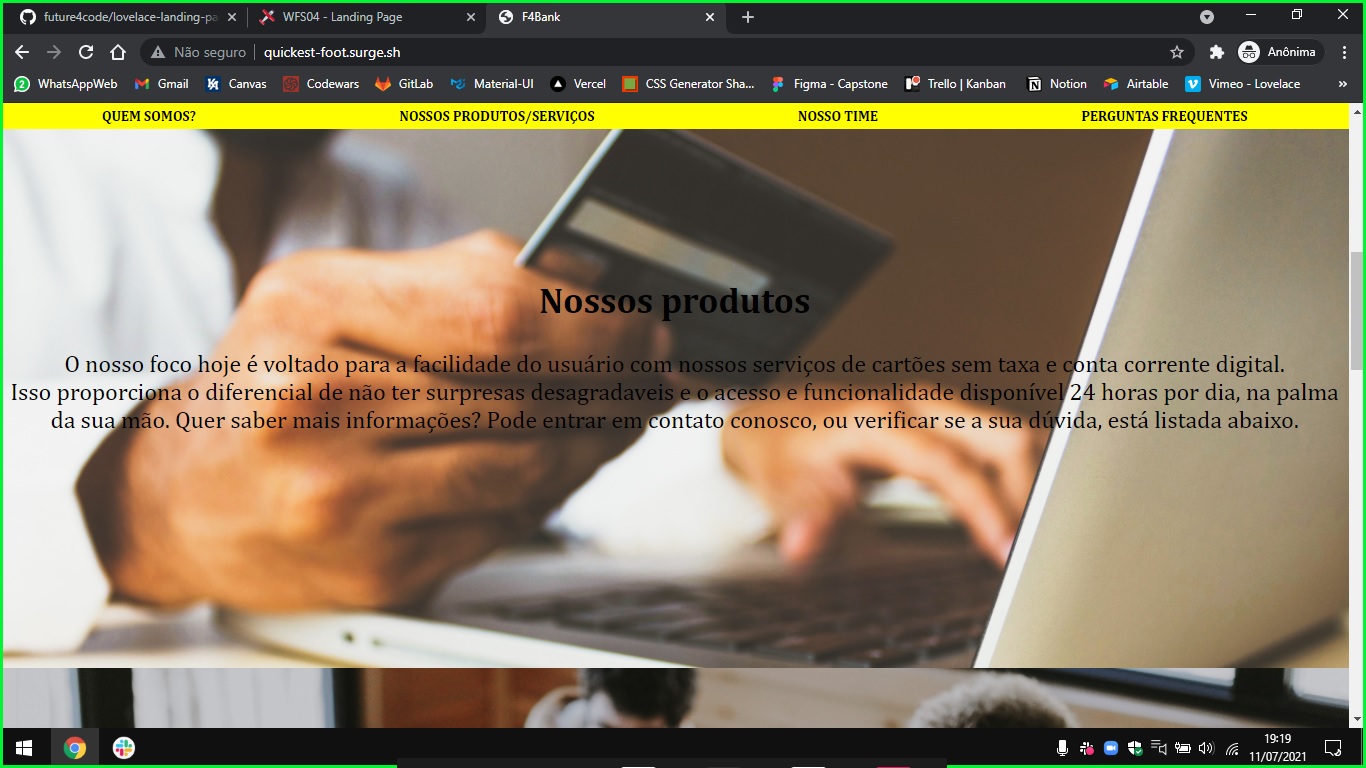 future4code/lovelace-landing-pa
WFS04 - Landing Page
F4Bank
Não seguro
quickest-foot.surge.sh
Anônima
WhatsAppWeb
Gmail
Canvas
Codewars
GitLab
Material-UI
Vercel
CSS Generator Sha...
Figma - Capstone
Trello | Kanban
Notion
Airtable
Vimeo - Lovelace
QUEM SOMOS?
NOSSOS PRODUTOS/SERVIÇOS
NOSSO TIME
PERGUNTAS FREQUENTES
Nossos produtos
O nosso foco hoje é voltado para a facilidade do usuário com nossos serviços de cartões sem taxa e conta corrente digital.
Isso proporciona o diferencial de não ter surpresas desagradaveis e o acesso e funcionalidade disponível 24 horas por dia, na palma
da sua mão. Quer saber mais informações? Pode entrar em contato conosco, ou verificar se a sua dúvida, está listada abaixo.
19:19
11/07/2021